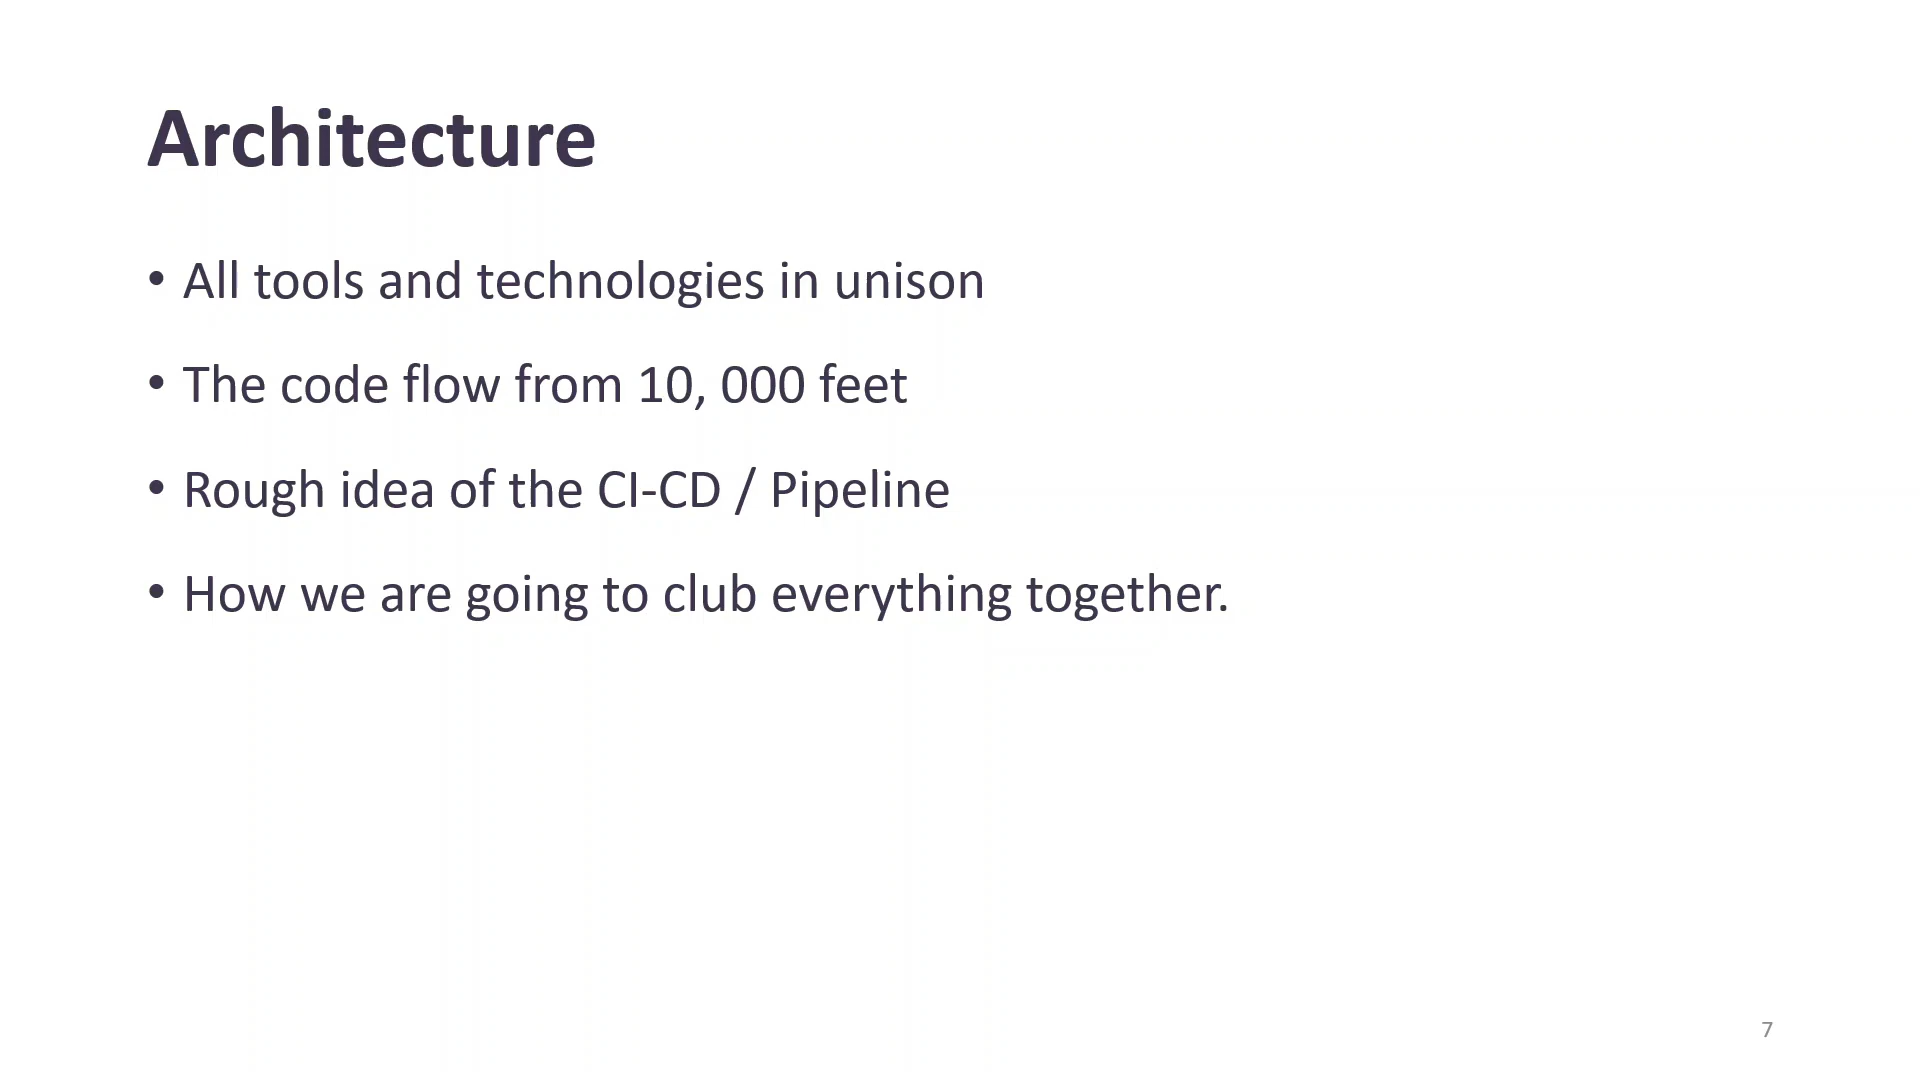 Architecture
• All tools and technologies in unison
• The code flow from 10, 000 feet
• Rough idea of the CI-CD / Pipeline
• How we are going to club everything together.
7